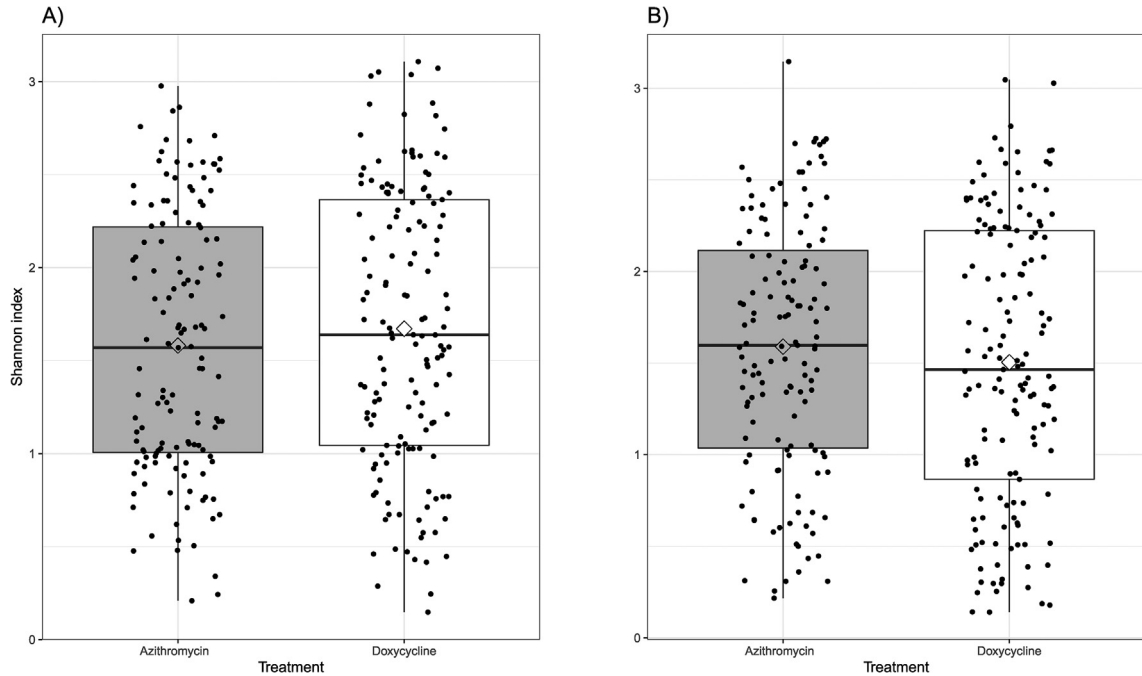 A)
B)
Shannon index
3
2
1
0
Azithromycin
Doxycycline
Treatment
3
2
1
0
Azithromycin
Doxycycline
Treatment